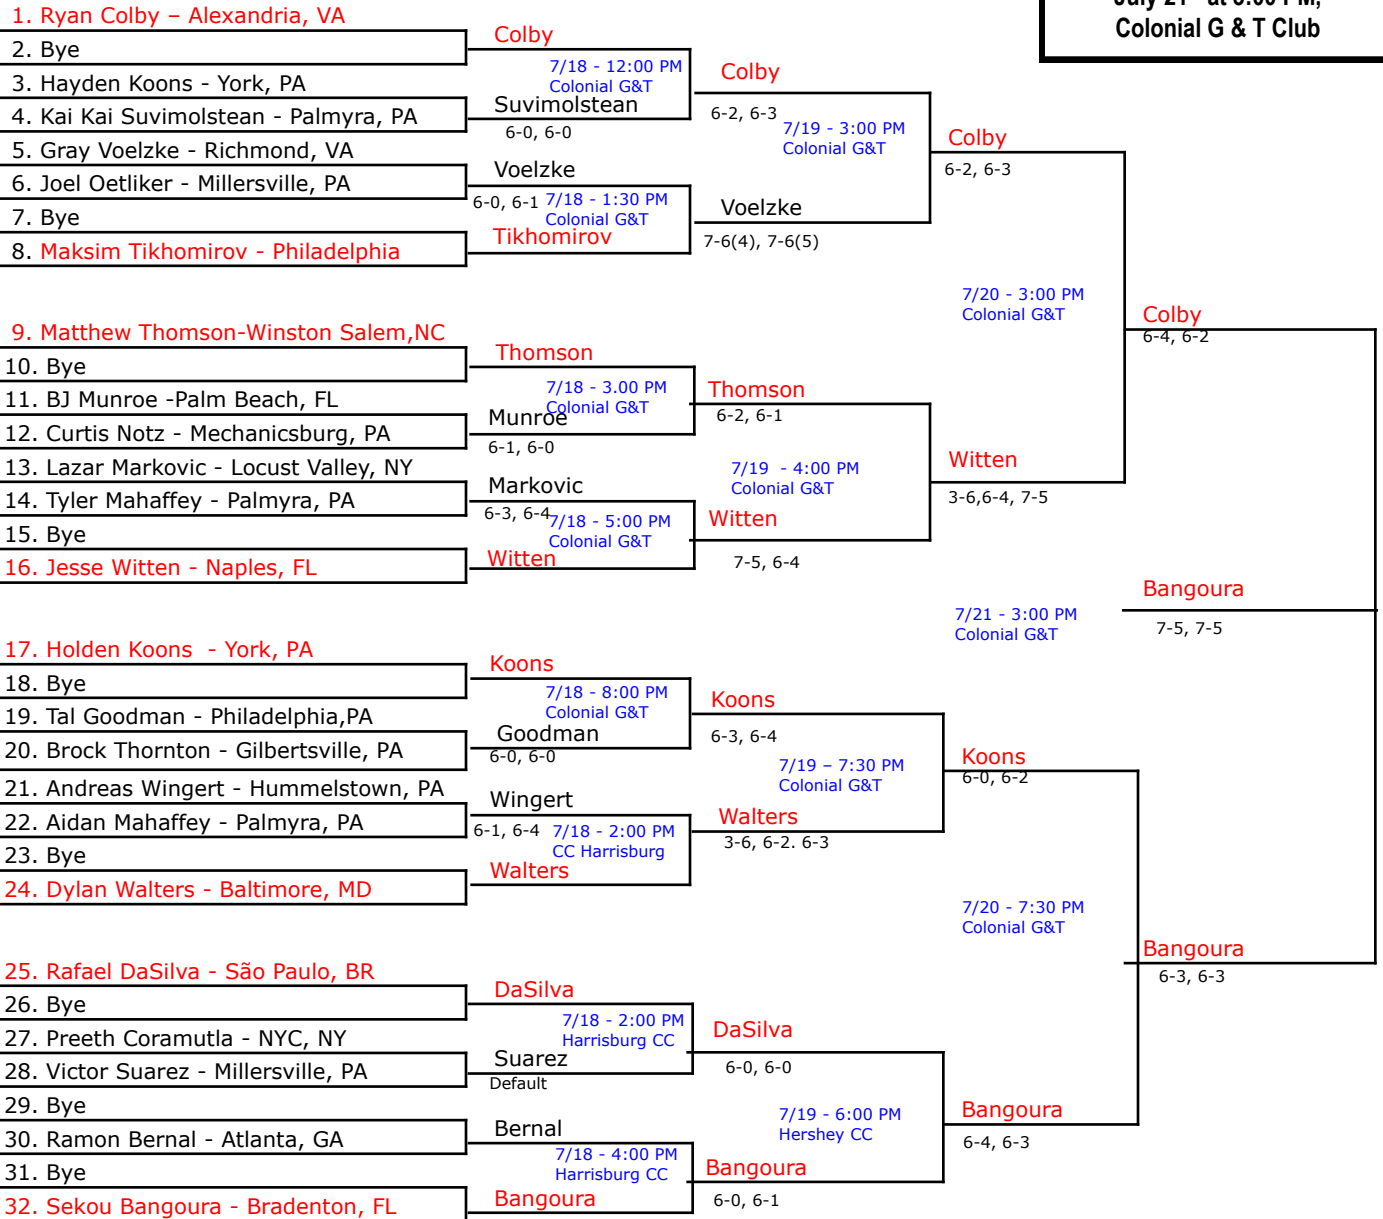 July 21 at 3:00 PM,
Colonial G & T Club
1. Ryan Colby – Alexandria, VA
2. Bye
3. Hayden Koons - York, PA
4. Kai Kai Suvimolstean - Palmyra, PA
5. Gray Voelzke - Richmond, VA
6. Joel Oetliker - Millersville, PA
7. Bye
8. Maksim Tikhomirov - Philadelphia
9. Matthew Thomson-Winston Salem,NC
10. Bye
11. BJ Munroe -Palm Beach, FL
12. Curtis Notz - Mechanicsburg, PA
13. Lazar Markovic - Locust Valley, NY
14. Tyler Mahaffey - Palmyra, PA
15. Bye
16. Jesse Witten - Naples, FL
17. Holden Koons - York, PA
18. Bye
19. Tal Goodman - Philadelphia,PA
20. Brock Thornton - Gilbertsville, PA
21. Andreas Wingert - Hummelstown, PA
22. Aidan Mahaffey - Palmyra, PA
23. Bye
24. Dylan Walters - Baltimore, MD
25. Rafael DaSilva - São Paulo, BR
26. Bye
27. Preeth Coramutla - NYC, NY
28. Victor Suarez - Millersville, PA
29. Bye
30. Ramon Bernal - Atlanta, GA
31. Bye
32. Sekou Bangoura - Bradenton, FL
Colby
7/18 - 12:00 PM
Colonial G&T
Suvimolstean
6-0, 6-0
Voelzke
6-0, 6-1
7/18 - 1:30 PM
Colonial G&T
Tikhomirov
Thomson
7/18 - 3.00 PM
Colonial G&T
Munroe
6-1, 6-0
Markovic
6-3, 6-4
7/18 - 5:00 PM
Colonial G&T
Witten
Koons
7/18 - 8:00 PM
Colonial G&T
Goodman
6-0, 6-0
Wingert
6-1, 6-4
7/18 - 2:00 PM
CC Harrisburg
Walters
DaSilva
7/18 - 2:00 PM
Harrisburg CC
Suarez
Default
Bernal
7/18 - 4:00 PM
Harrisburg CC
Bangoura
Colby
6-2, 6-3
7/19 - 3:00 PM
Colonial G&T
Voelzke
7-6(4), 7-6(5)
Thomson
6-2, 6-1
7/19 - 4:00 PM
Colonial G&T
Witten
7-5, 6-4
Koons
6-3, 6-4
7/19 – 7:30 PM
Colonial G&T
Walters
3-6, 6-2. 6-3
DaSilva
6-0, 6-0
7/19 - 6:00 PM
Hershey CC
Bangoura
6-0, 6-1
Colby
6-2, 6-3
7/20 - 3:00 PM
Colonial G&T
Witten
3-6,6-4, 7-5
7/21 - 3:00 PM
Colonial G&T
Koons
6-0, 6-2
7/20 - 7:30 PM
Colonial G&T
Bangoura
6-4, 6-3
Colby
6-4, 6-2
Bangoura
7-5, 7-5
Bangoura
6-3, 6-3